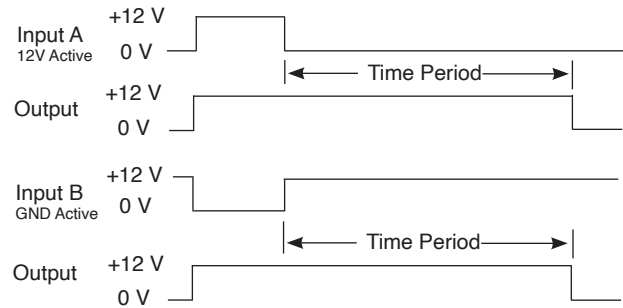 +12 V
Input A
12V Active
0 V
Time Period
+12 V
Output
0 V
+12 V
Input B
GND Active
0 V
Time Period
+12 V
Output
0 V